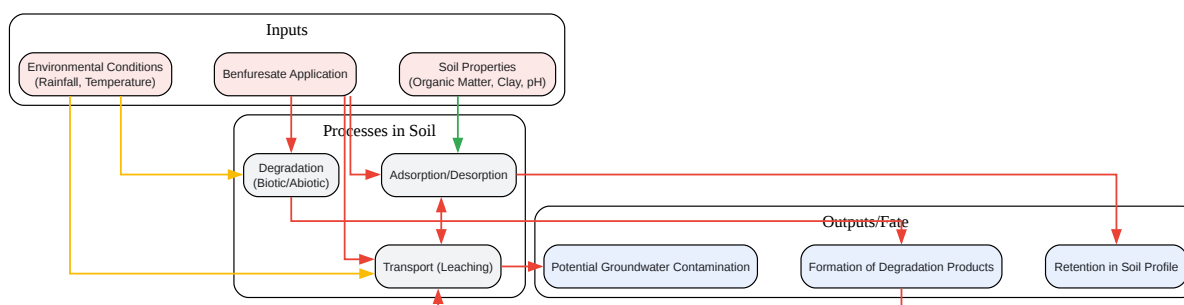 Inputs
Environmental Conditions
(Rainfall, Temperature)
Benfuresate Application
Soil Properties
(Organic Matter, Clay, pH)
Processes in Soil
Degradation
(Biotic/Abiotic)
Adsorption/Desorption
Transport (Leaching)
Outputs/Fate
Potential Groundwater Contamination
Formation of Degradation Products
Retention in Soil Profile